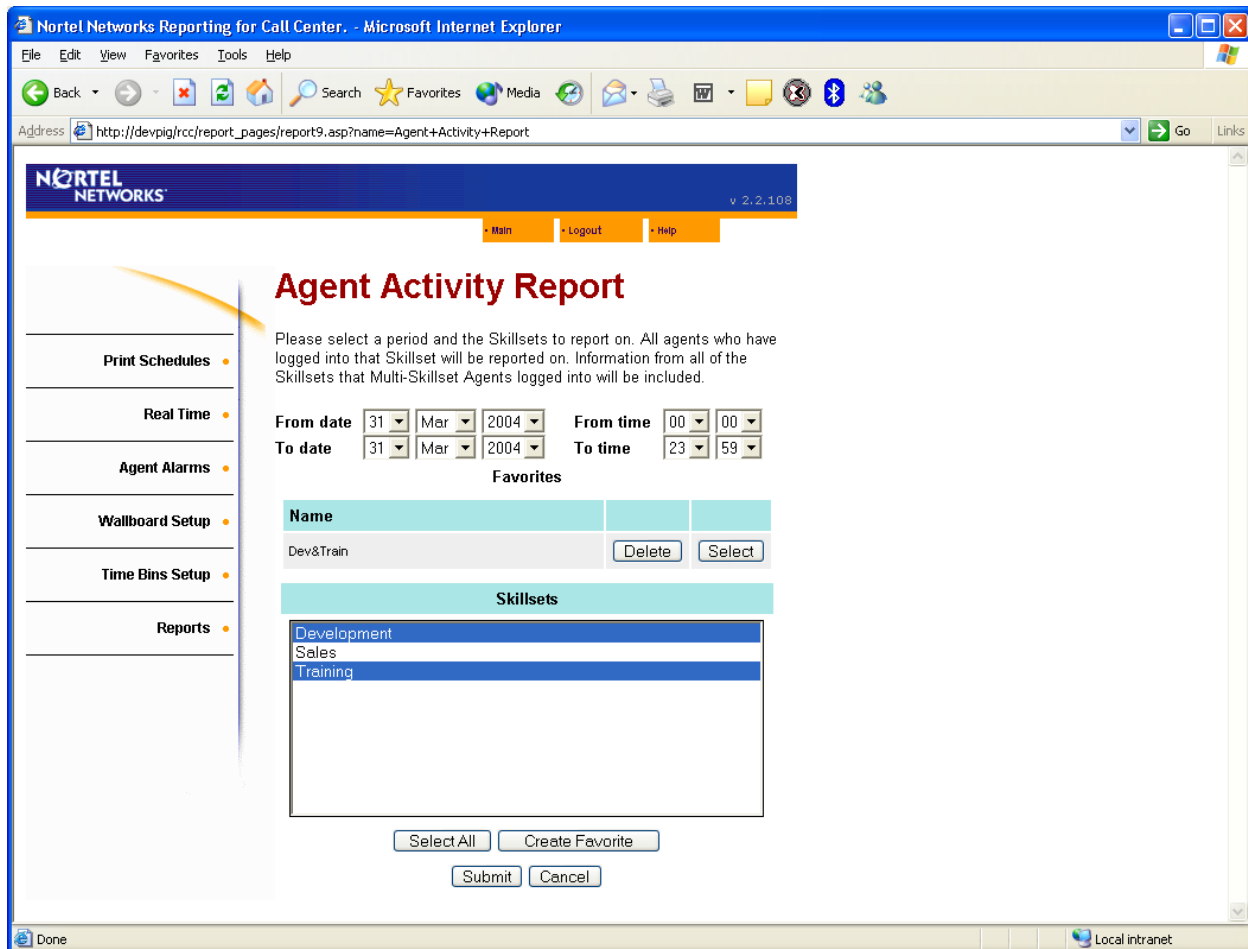 Nortel Networks Reporting for Call Center. - Microsoft Internet Explorer
File Edit View Favorites Tools Help
Back Search Favorites Media
Address http://devpig/rcc/report_pages/report9.asp?name=Agent+Activity+Report Go Links
NORTEL
NETWORKS
v 2.2.108
Main Logout Help
Agent Activity Report
Please select a period and the Skillsets to report on. All agents who have
logged into that Skillset will be reported on. Information from all of the
Skillsets that Multi-Skillset Agents logged into will be included.
Print Schedules
Real Time
Agent Alarms
Wallboard Setup
Time Bins Setup
Reports
From date 31 Mar 2004 From time 00 00
To date 31 Mar 2004 To time 23 59
Favorites
Name
Dev&Train Delete Select
Skillsets
Development
Sales
Training
Select All Create Favorite
Submit Cancel
Done Local intranet